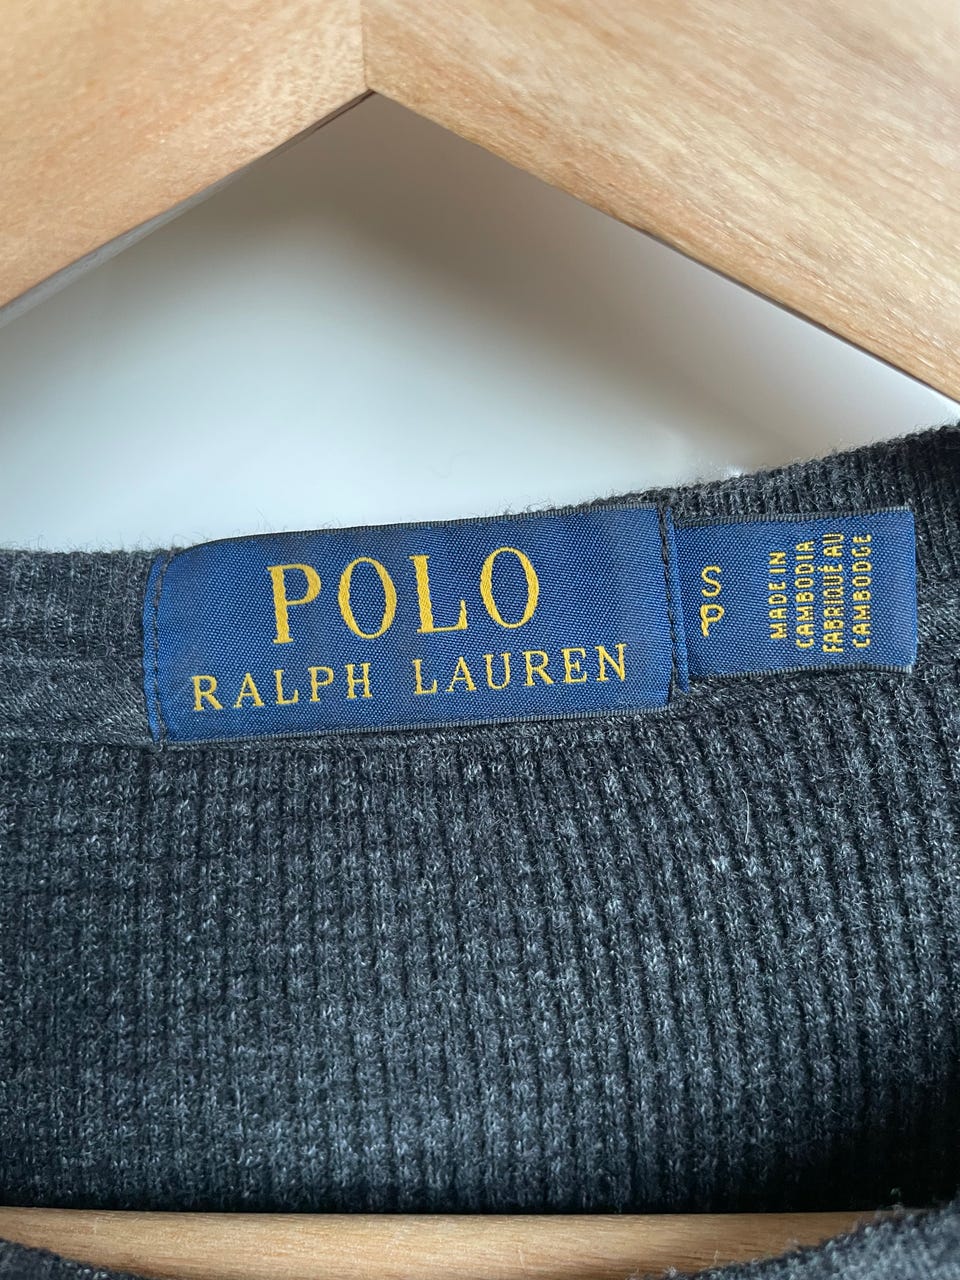 POLO
RALPH LAUREN
S
P
MADE IN
CAMBODIA
FABRIQUÉ AU
CAMBODGE